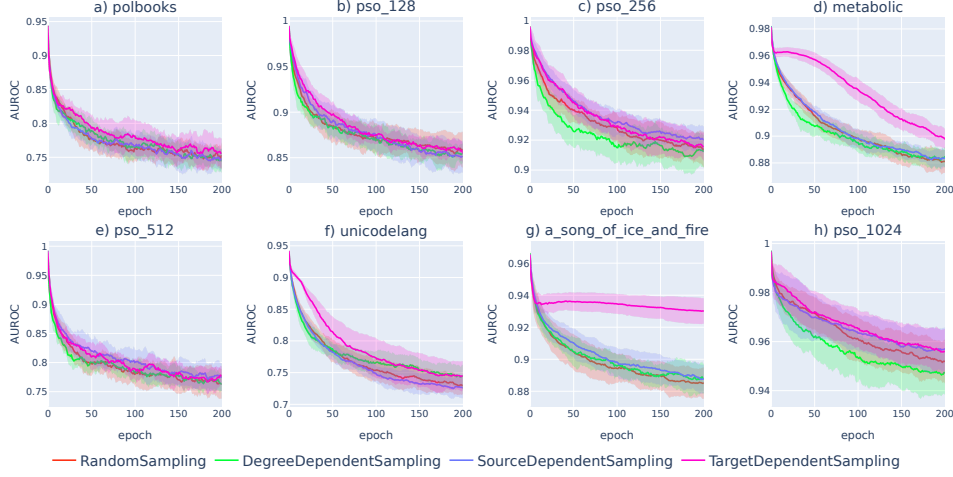 a) polbooks
b) pso_128
c) pso_256
d) metabolic
AUROC
0.95
0.9
0.85
0.8
0.75
0 50 100 150 200
epoch
AUROC
1
0.95
0.9
0.85
0 50 100 150 200
epoch
AUROC
1
0.98
0.96
0.94
0.92
0.9
0 50 100 150 200
epoch
AUROC
0.98
0.96
0.94
0.92
0.9
0.88
0 50 100 150 200
epoch
e) pso_512
f) unicodelang
g) a_song_of_ice_and_fire
h) pso_1024
AUROC
1
0.95
0.9
0.85
0.8
0.75
0 50 100 150 200
epoch
AUROC
0.95
0.9
0.85
0.8
0.75
0.7
0 50 100 150 200
epoch
AUROC
0.96
0.94
0.92
0.9
0.88
0 50 100 150 200
epoch
AUROC
1
0.98
0.96
0.94
0 50 100 150 200
epoch
RandomSampling DegreeDependentSampling SourceDependentSampling TargetDependentSampling